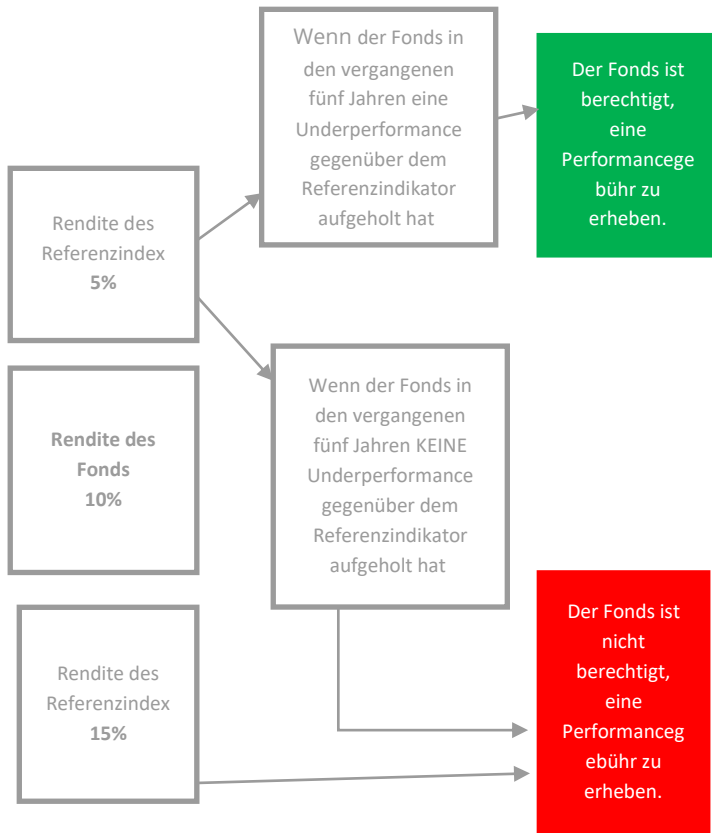 Wenn der Fonds in
den vergangenen
fünf Jahren eine
Underperformance
gegenüber dem
Referenzindikator
aufgeholt hat
Der Fonds ist
berechtigt,
eine
Performancege
bühr zu
erheben.
Rendite des
Referenzindex
5%
Wenn der Fonds in
den vergangenen
fünf Jahren KEINE
Underperformance
gegenüber dem
Referenzindikator
aufgeholt hat
Rendite des
Fonds
10%
Rendite des
Referenzindex
15%
Der Fonds ist
nicht
berechtigt,
eine
Performanceg
ebühr zu
erheben.